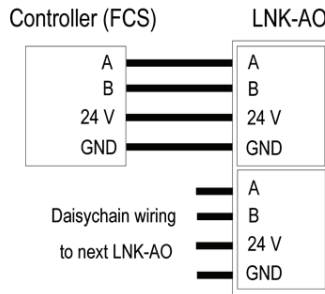 Controller (FCS) LNK-AO
A A
B B
24 V 24 V
GND GND
A
Daisychain wiring B
to next LNK-AO 24 V
GND